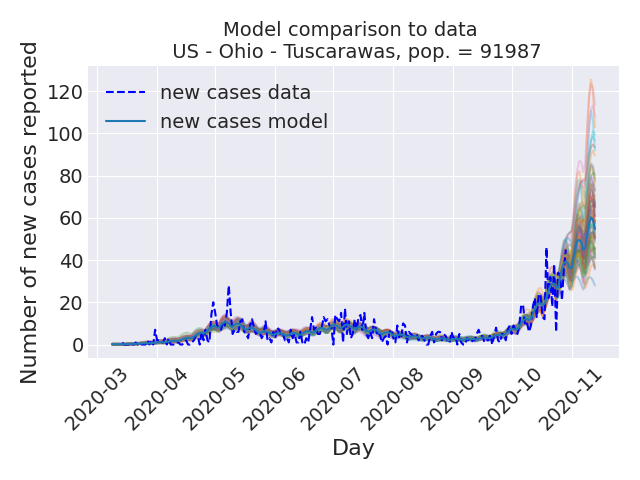 Model comparison to data
US - Ohio - Tuscarawas, pop. = 91987
new cases data
new cases model
Number of new cases reported
120
100
80
60
40
20
0
2020-03
2020-04
2020-05
2020-06
2020-07
2020-08
2020-09
2020-10
2020-11
Day